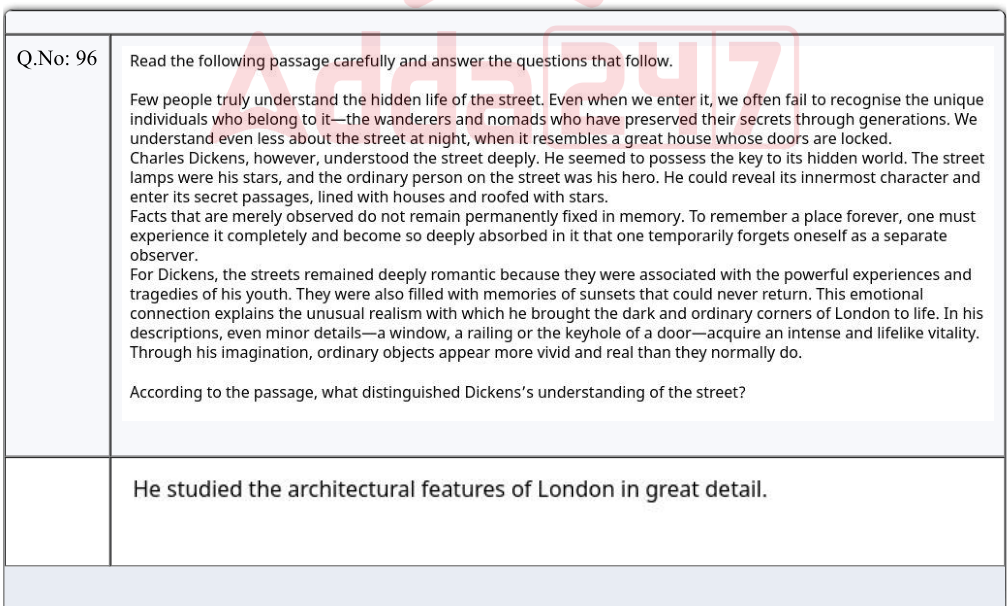 Q.No: 96
Read the following passage carefully and answer the questions that follow.
Few people truly understand the hidden life of the street. Even when we enter it, we often fail to recognise the unique
individuals who belong to it—the wanderers and nomads who have preserved their secrets through generations. We
understand even less about the street at night, when it resembles a great house whose doors are locked.
Charles Dickens, however, understood the street deeply. He seemed to possess the key to its hidden world. The street
lamps were his stars, and the ordinary person on the street was his hero. He could reveal its innermost character and
enter its secret passages, lined with houses and roofed with stars.
Facts that are merely observed do not remain permanently fixed in memory. To remember a place forever, one must
experience it completely and become so deeply absorbed in it that one temporarily forgets oneself as a separate
observer.
For Dickens, the streets remained deeply romantic because they were associated with the powerful experiences and
tragedies of his youth. They were also filled with memories of sunsets that could never return. This emotional
connection explains the unusual realism with which he brought the dark and ordinary corners of London to life. In his
descriptions, even minor details—a window, a railing or the keyhole of a door—acquire an intense and lifelike vitality.
Through his imagination, ordinary objects appear more vivid and real than they normally do.
According to the passage, what distinguished Dickens’s understanding of the street?
He studied the architectural features of London in great detail.
Adda247